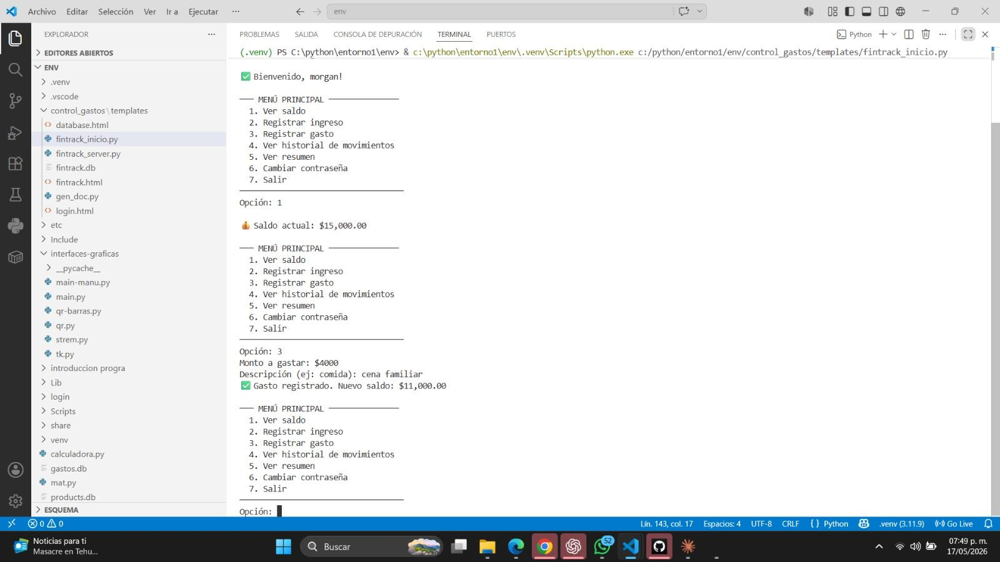 Archivo Editar Selección Ver Ir a Ejecutar ···
env
EXPLORADOR ···
EDITORES ABIERTOS
ENV
.venv
.vscode
control_gastos\templates
database.html
fintrack_inicio.py
fintrack_server.py
fintrack.db
fintrack.html
gen_doc.py
login.html
etc
Include
interfaces-graficas
__pycache__
main-manu.py
main.py
qr-barras.py
qr.py
strem.py
tk.py
introduccion progra
Lib
login
Scripts
share
venv
calculadora.py
gastos.db
mat.py
products.db
ESQUEMA
PROBLEMAS SALIDA CONSOLA DE DEPURACIÓN TERMINAL PUERTOS
Python
(.venv) PS C:\python\entorno1\env> & c:\python\entorno1\env\.venv\Scripts\python.exe c:/python/entorno1/env/control_gastos/templates/fintrack_inicio.py
✅ Bienvenido, morgan!
─── MENÚ PRINCIPAL ───────────────
1. Ver saldo
2. Registrar ingreso
3. Registrar gasto
4. Ver historial de movimientos
5. Ver resumen
6. Cambiar contraseña
7. Salir
Opción: 1
💰 Saldo actual: $15,000.00
─── MENÚ PRINCIPAL ───────────────
1. Ver saldo
2. Registrar ingreso
3. Registrar gasto
4. Ver historial de movimientos
5. Ver resumen
6. Cambiar contraseña
7. Salir
Opción: 3
Monto a gastar: $4000
Descripción (ej: comida): cena familiar
✅ Gasto registrado. Nuevo saldo: $11,000.00
─── MENÚ PRINCIPAL ───────────────
1. Ver saldo
2. Registrar ingreso
3. Registrar gasto
4. Ver historial de movimientos
5. Ver resumen
6. Cambiar contraseña
7. Salir
Opción:
0 0 Lín. 143, col. 17 Espacios: 4 UTF-8 CRLF { } Python .venv (3.11.9) Go Live
Noticias para ti
Masacre en Tehu...
Buscar
52
07:49 p. m.
17/05/2026